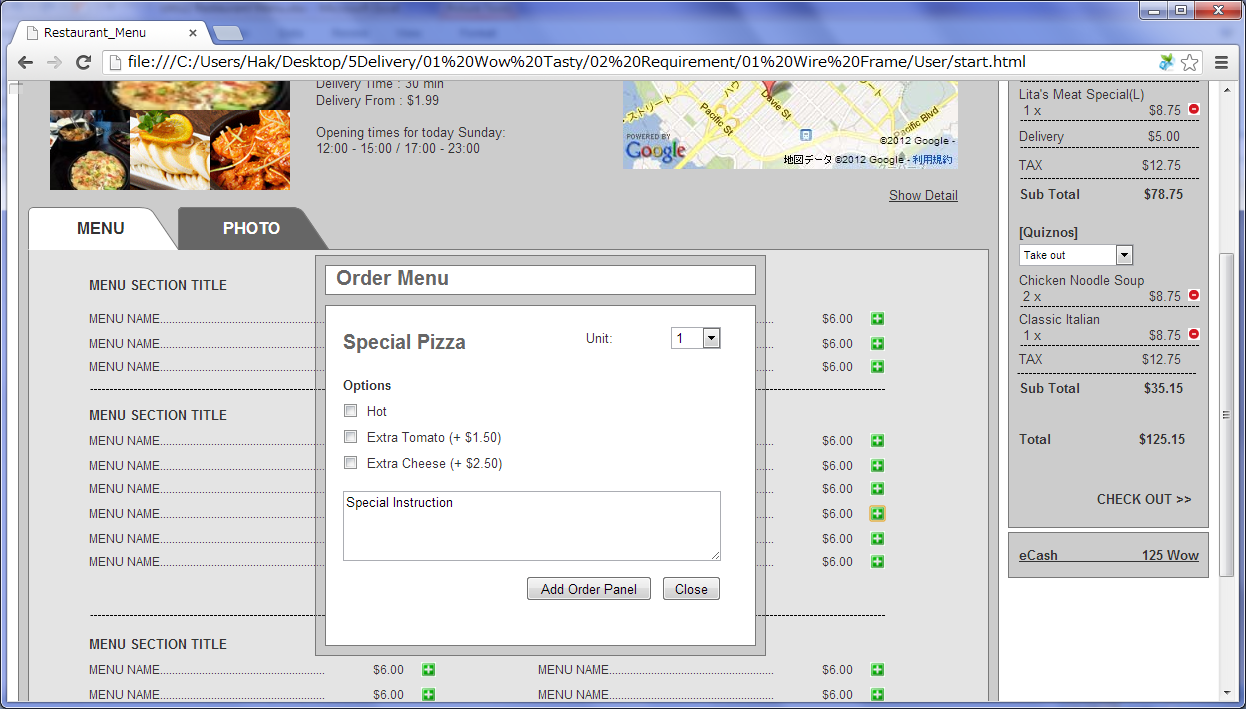 Restaurant_Menu
file:///C:/Users/Hak/Desktop/5Delivery/01%20Wow%20Tasty/02%20Requirement/01%20Wire%20Frame/User/start.html
Delivery Time : 30 min
Delivery From : $1.99
Opening times for today Sunday:
12:00 - 15:00 / 17:00 - 23:00
Pacific St
Davie St
Pacific Blvd
POWERED BY
Google
©2012 Google -
地図データ ©2012 Google - 利用規約
Show Detail
MENU
PHOTO
MENU SECTION TITLE
MENU NAME $6.00
MENU NAME $6.00
MENU NAME $6.00
MENU SECTION TITLE
MENU NAME $6.00
MENU NAME $6.00
MENU NAME $6.00
MENU NAME $6.00
MENU NAME $6.00
MENU NAME $6.00
MENU SECTION TITLE
MENU NAME $6.00 MENU NAME $6.00
MENU NAME $6.00 MENU NAME $6.00
Order Menu
Special Pizza Unit: 1
Options
Hot
Extra Tomato (+ $1.50)
Extra Cheese (+ $2.50)
Special Instruction
Add Order Panel Close
Lita's Meat Special(L)
1 x $8.75
Delivery $5.00
TAX $12.75
Sub Total $78.75
[Quiznos]
Take out
Chicken Noodle Soup
2 x $8.75
Classic Italian
1 x $8.75
TAX $12.75
Sub Total $35.15
Total $125.15
CHECK OUT >>
eCash 125 Wow